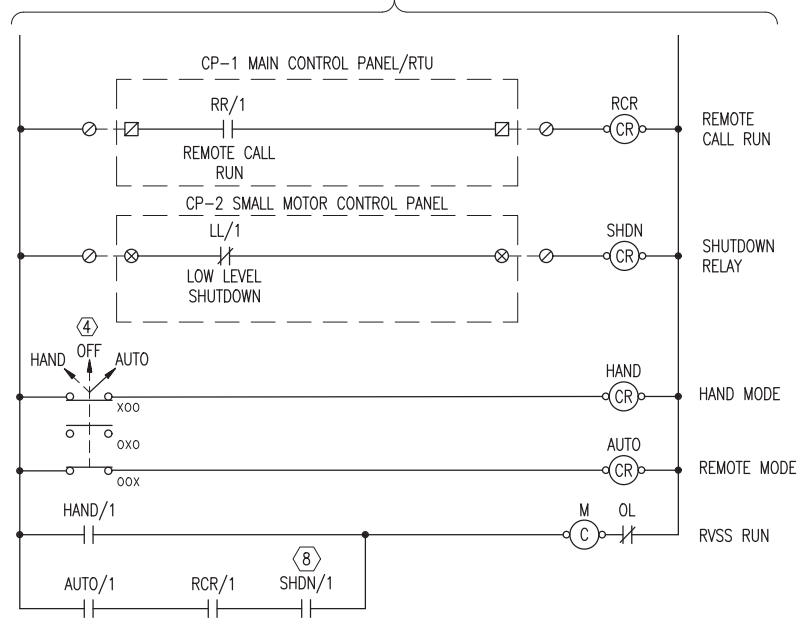 CP-1 MAIN CONTROL PANEL/RTU
RR/1
REMOTE CALL
RUN
RCR
CR
REMOTE
CALL RUN
CP-2 SMALL MOTOR CONTROL PANEL
LL/1
LOW LEVEL
SHUTDOWN
SHDN
CR
SHUTDOWN
RELAY
4
HAND
OFF
AUTO
XOO
HAND
CR
HAND MODE
OXO
OOX
AUTO
CR
REMOTE MODE
HAND/1
M
C
OL
RVSS RUN
8
AUTO/1
RCR/1
SHDN/1